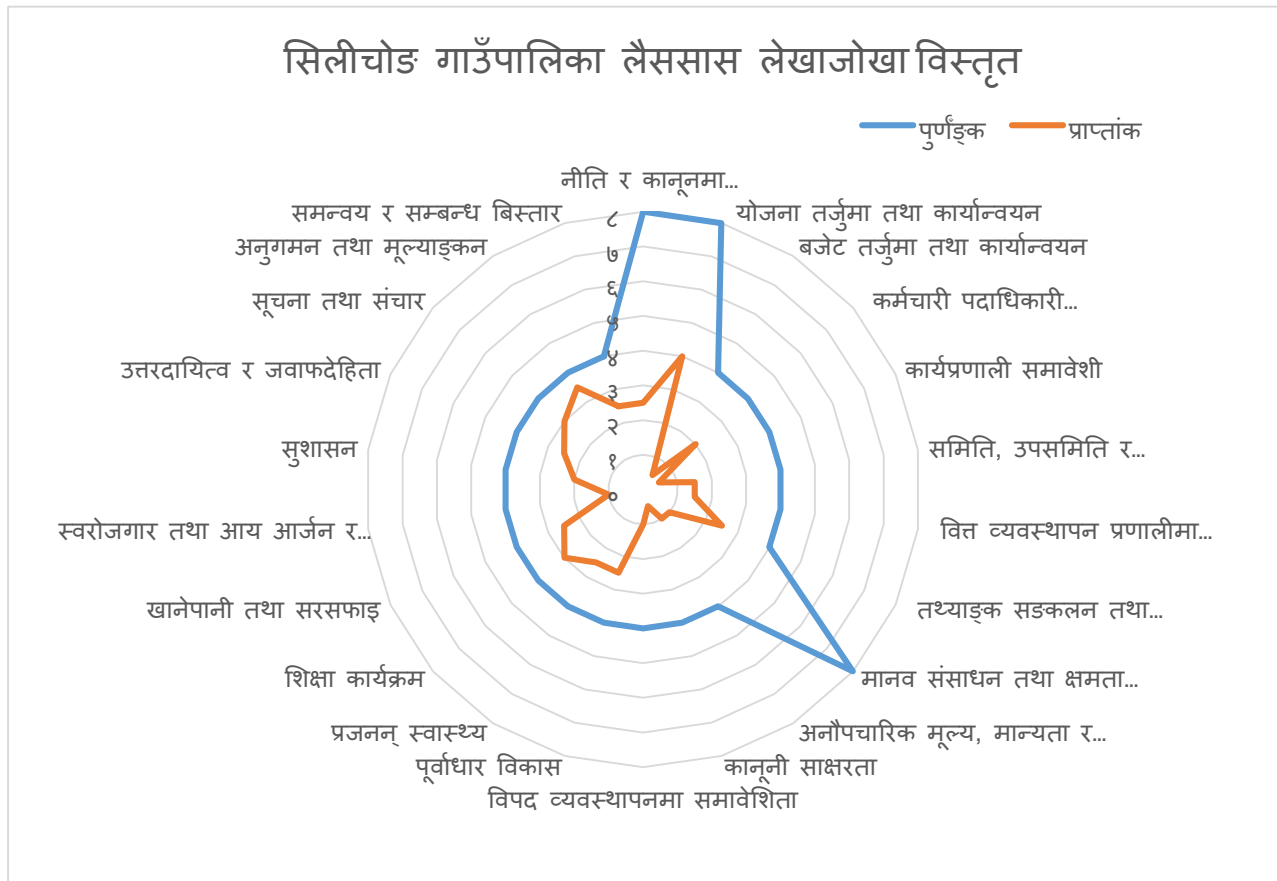 सिलीचोङ गाउँपालिका लैससास लेखाजोखा विस्तृत
पुर्णंङ्क प्राप्तांक
नीति र कानूनमा...
योजना तर्जुमा तथा कार्यान्वयन
बजेट तर्जुमा तथा कार्यान्वयन
कर्मचारी पदाधिकारी...
कार्यप्रणाली समावेशी
समिति, उपसमिति र...
वित्त व्यवस्थापन प्रणालीमा...
तथ्याङ्क सङकलन तथा...
मानव संसाधन तथा क्षमता...
अनौपचारिक मूल्य, मान्यता र...
कानूनी साक्षरता
विपद व्यवस्थापनमा समावेशिता
पूर्वाधार विकास
प्रजनन् स्वास्थ्य
शिक्षा कार्यक्रम
खानेपानी तथा सरसफाइ
स्वरोजगार तथा आय आर्जन र...
सुशासन
उत्तरदायित्व र जवाफदेहिता
सूचना तथा संचार
अनुगमन तथा मूल्याङ्कन
समन्वय र सम्बन्ध बिस्तार
८
७
६
५
४
३
२
१
०